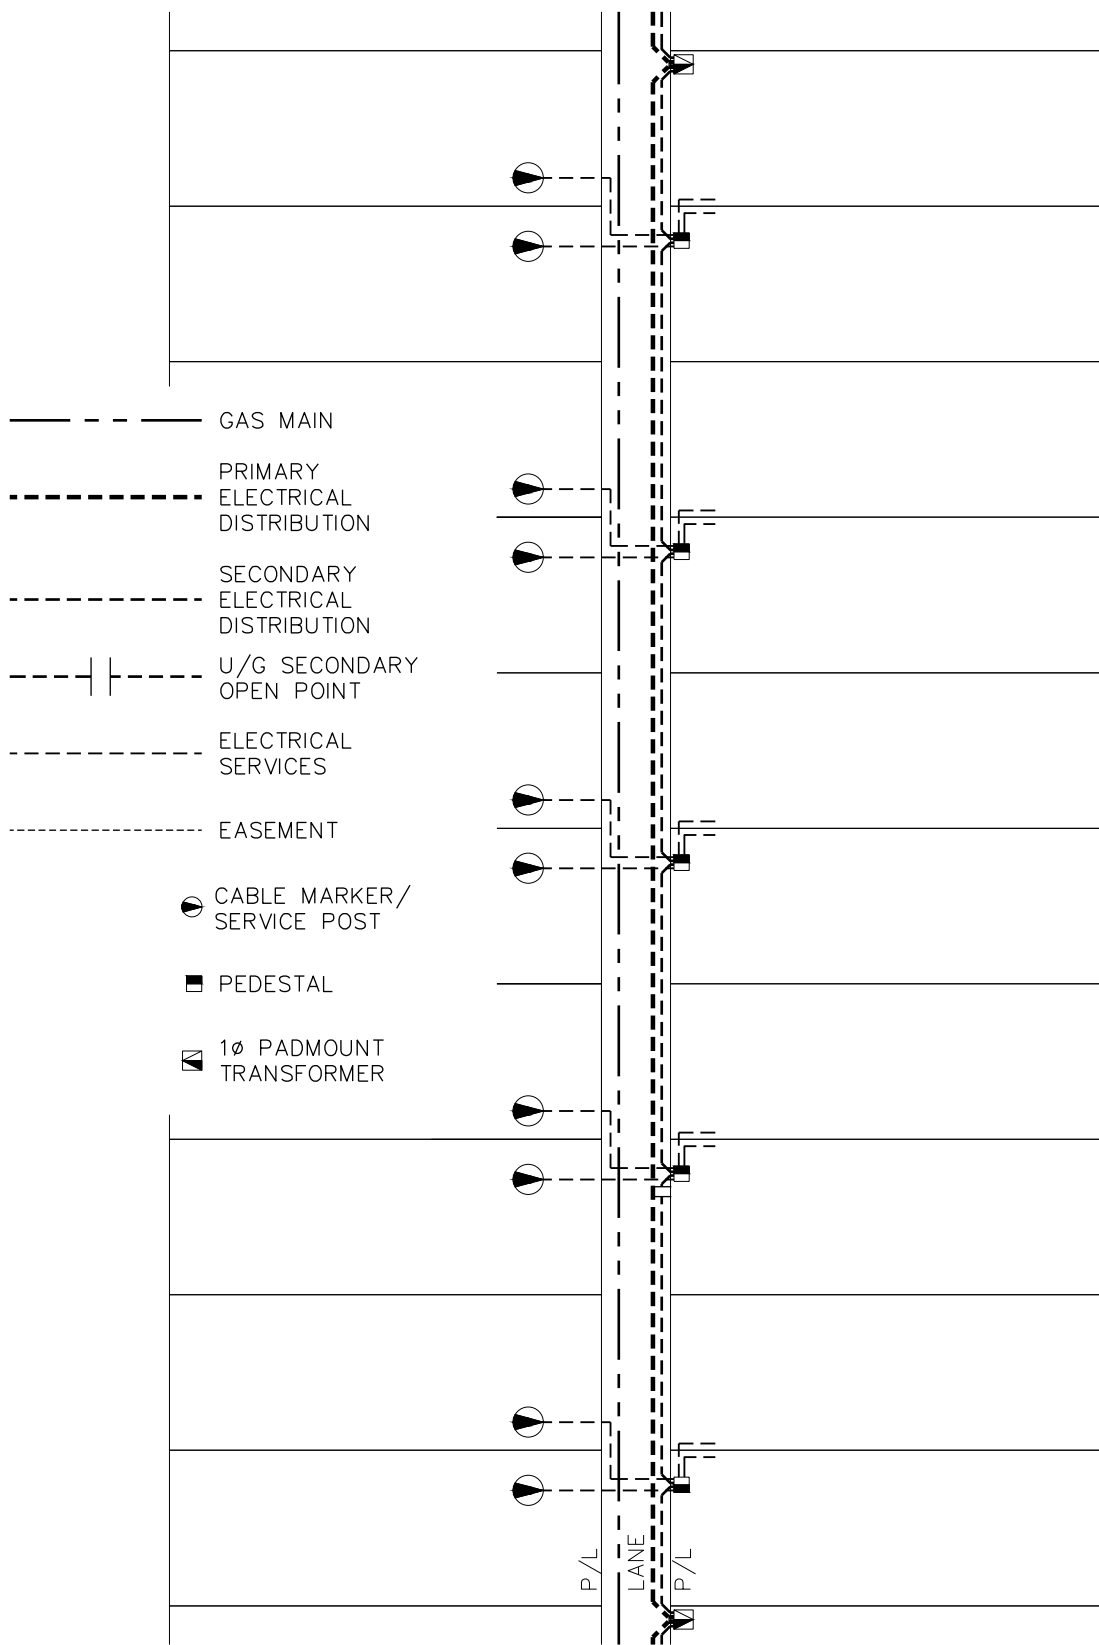 GAS MAIN
PRIMARY
ELECTRICAL
DISTRIBUTION
SECONDARY
ELECTRICAL
DISTRIBUTION
U/G SECONDARY
OPEN POINT
ELECTRICAL
SERVICES
EASEMENT
CABLE MARKER/
SERVICE POST
PEDESTAL
1ø PADMOUNT
TRANSFORMER
P/L
LANE
P/L